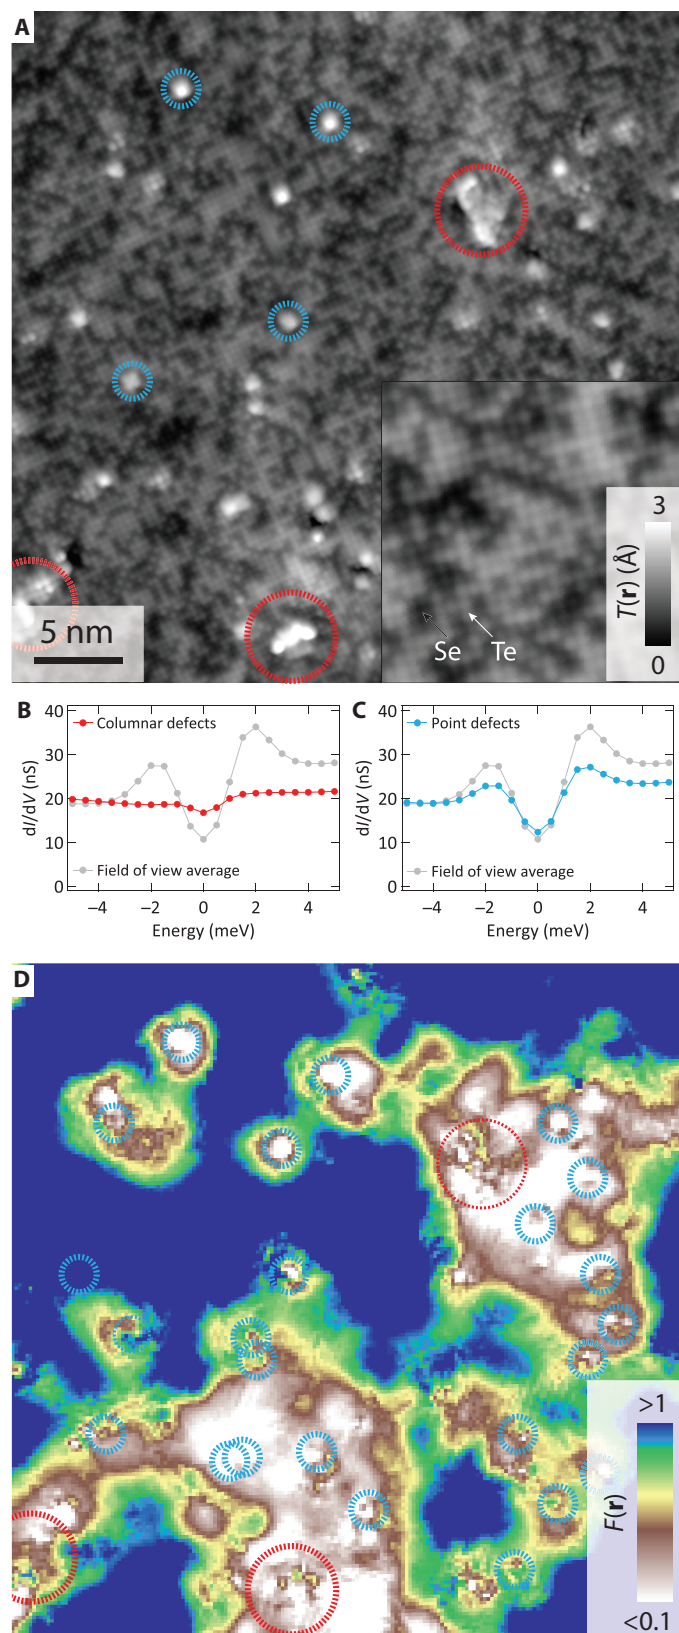 A
5 nm
Se
Te
T(r) (Å)
3
0
B
Columnar defects
Field of view average
dI/dV (nS)
40
30
20
10
0
−4
−2
0
2
4
Energy (meV)
C
Point defects
Field of view average
dI/dV (nS)
40
30
20
10
0
−4
−2
0
2
4
Energy (meV)
D
>1
F(r)
<0.1